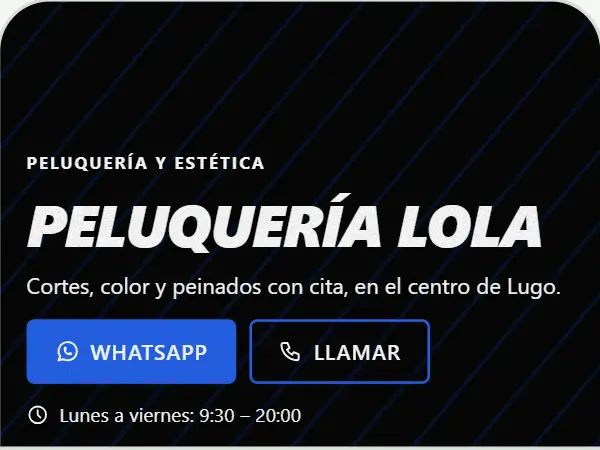 PELUQUERÍA Y ESTÉTICA
PELUQUERÍA LOLA
Cortes, color y peinados con cita, en el centro de Lugo.
WHATSAPP
LLAMAR
Lunes a viernes: 9:30 – 20:00